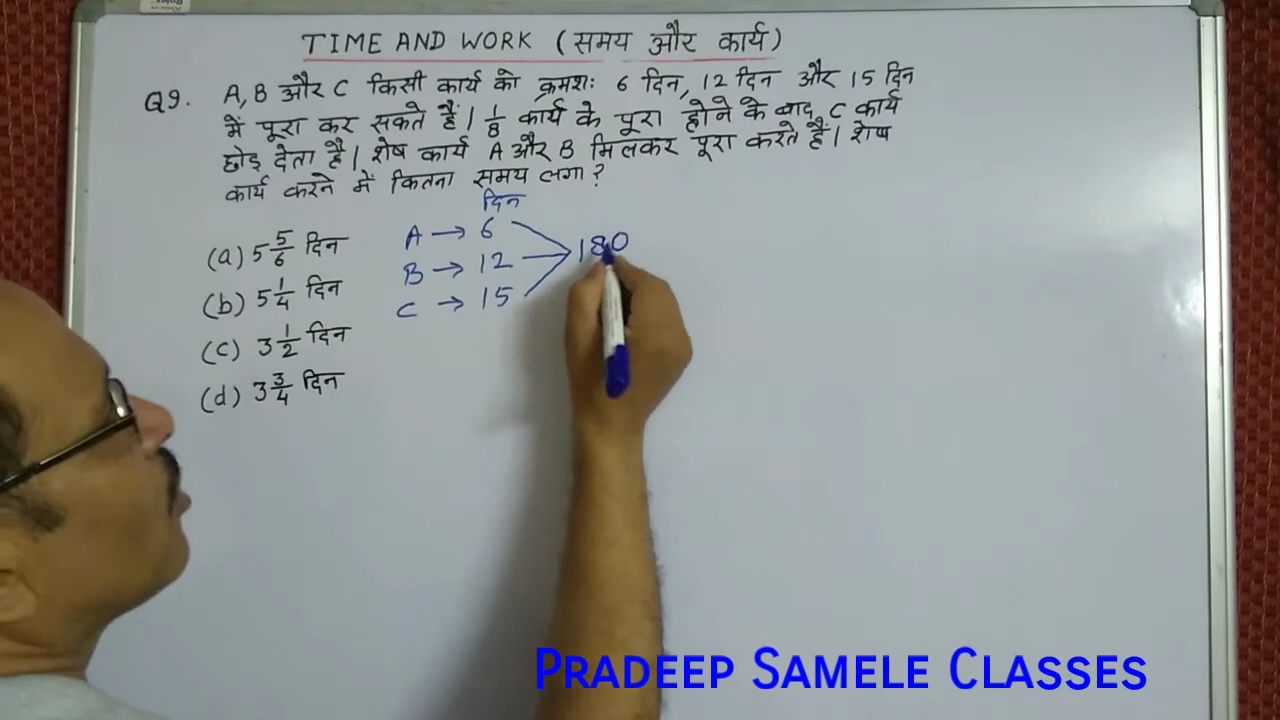 TIME AND WORK (समय और कार्य)
Q9. A, B और C किसी कार्य को क्रमशः 6 दिन, 12 दिन और 15 दिन
में पूरा कर सकते हैं। 1/8 कार्य के पूरा होने के बाद C कार्य
छोड़ देता है। शेष कार्य A और B मिलकर पूरा करते हैं। शेष
कार्य करने में कितना समय लगा?
(a) 5 5/6 दिन
(b) 5 1/4 दिन
(c) 3 1/2 दिन
(d) 3 3/4 दिन
दिन
A → 6
B → 12
C → 15
180
PRADEEP SAMELE CLASSES